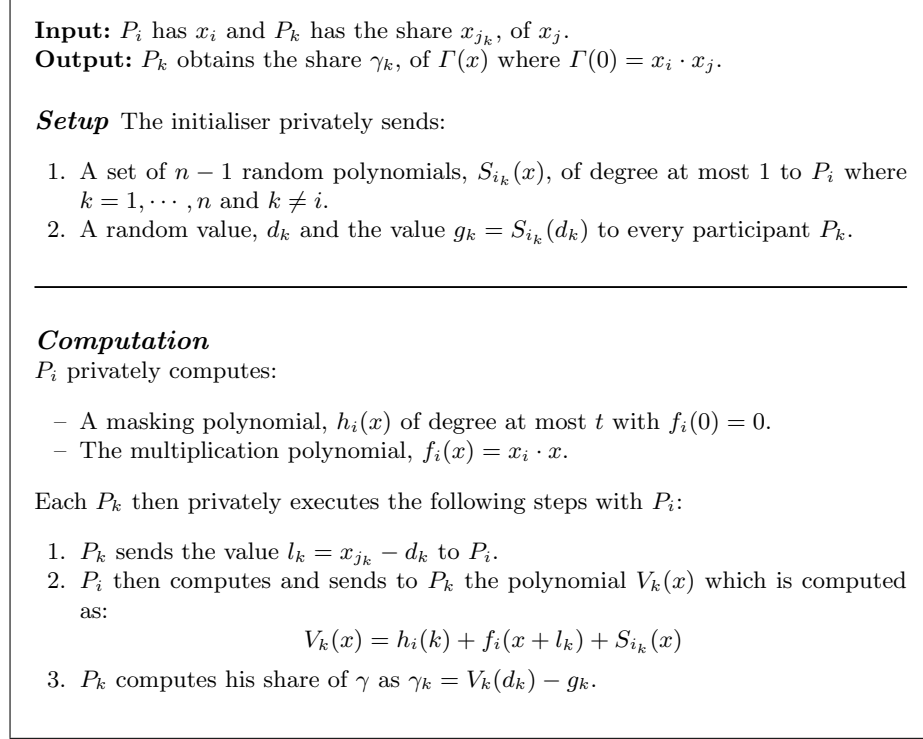 Input: P_i has x_i and P_k has the share x_{j_k}, of x_j.
Output: P_k obtains the share γ_k, of Γ(x) where Γ(0) = x_i · x_j.
Setup The initialiser privately sends:
1. A set of n − 1 random polynomials, S_{i_k}(x), of degree at most 1 to P_i where
k = 1, · · · , n and k ≠ i.
2. A random value, d_k and the value g_k = S_{i_k}(d_k) to every participant P_k.
Computation
P_i privately computes:
– A masking polynomial, h_i(x) of degree at most t with f_i(0) = 0.
– The multiplication polynomial, f_i(x) = x_i · x.
Each P_k then privately executes the following steps with P_i:
1. P_k sends the value l_k = x_{j_k} − d_k to P_i.
2. P_i then computes and sends to P_k the polynomial V_k(x) which is computed
as:
V_k(x) = h_i(k) + f_i(x + l_k) + S_{i_k}(x)
3. P_k computes his share of γ as γ_k = V_k(d_k) − g_k.